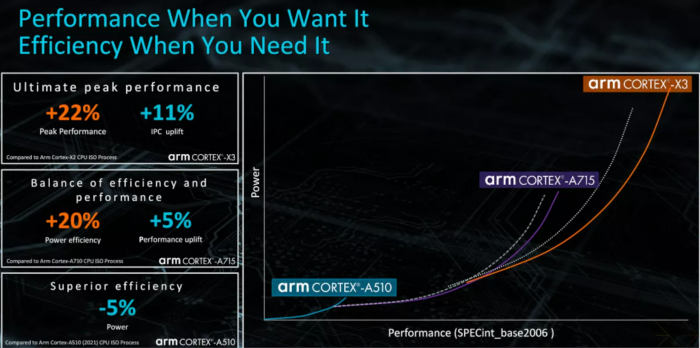 Performance When You Want It
Efficiency When You Need It
Ultimate peak performance
+22% +11%
Peak Performance IPC uplift
Compared to Arm Cortex-X2 CPU ISO Process arm CORTEX®-X3
Balance of efficiency and
performance
+20% +5%
Power efficiency Performance uplift
Compared to Arm Cortex-A710 CPU ISO Process arm CORTEX®-A715
Superior efficiency
-5%
Power
Compared to Arm Cortex-A510 (2021) CPU ISO Process arm CORTEX®-A510
Power
arm CORTEX®-X3
arm CORTEX®-A715
arm CORTEX®-A510
Performance (SPECint_base2006 )